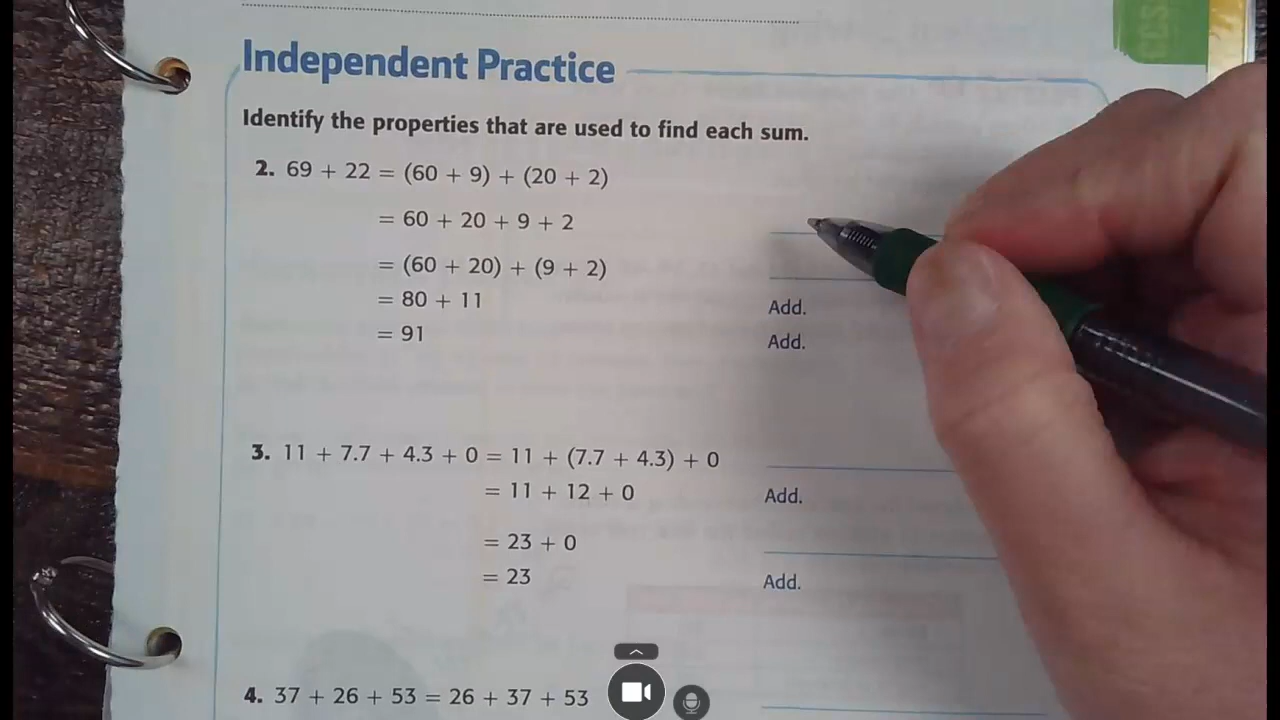 Independent Practice
Identify the properties that are used to find each sum.
2. 69 + 22 = (60 + 9) + (20 + 2)
= 60 + 20 + 9 + 2
= (60 + 20) + (9 + 2)
= 80 + 11 Add.
= 91 Add.
3. 11 + 7.7 + 4.3 + 0 = 11 + (7.7 + 4.3) + 0
= 11 + 12 + 0 Add.
= 23 + 0
= 23 Add.
4. 37 + 26 + 53 = 26 + 37 + 53